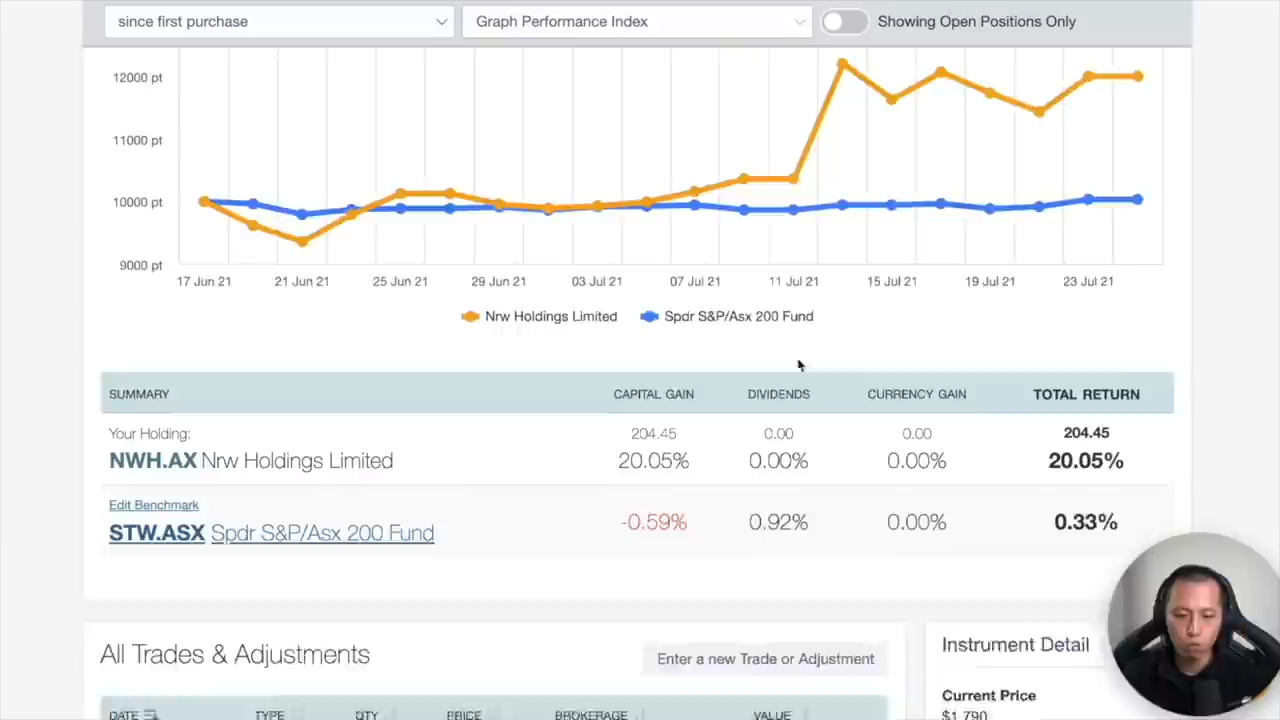 since first purchase Graph Performance Index Showing Open Positions Only
12000 pt
11000 pt
10000 pt
9000 pt
17 Jun 21 21 Jun 21 25 Jun 21 29 Jun 21 03 Jul 21 07 Jul 21 11 Jul 21 15 Jul 21 19 Jul 21 23 Jul 21
Nrw Holdings Limited Spdr S&P/Asx 200 Fund
SUMMARY CAPITAL GAIN DIVIDENDS CURRENCY GAIN TOTAL RETURN
Your Holding: 204.45 0.00 0.00 204.45
NWH.AX Nrw Holdings Limited 20.05% 0.00% 0.00% 20.05%
Edit Benchmark
STW.ASX Spdr S&P/Asx 200 Fund -0.59% 0.92% 0.00% 0.33%
All Trades & Adjustments Enter a new Trade or Adjustment
DATE TYPE QTY PRICE BROKERAGE VALUE
Instrument Detail
Current Price
$1.790